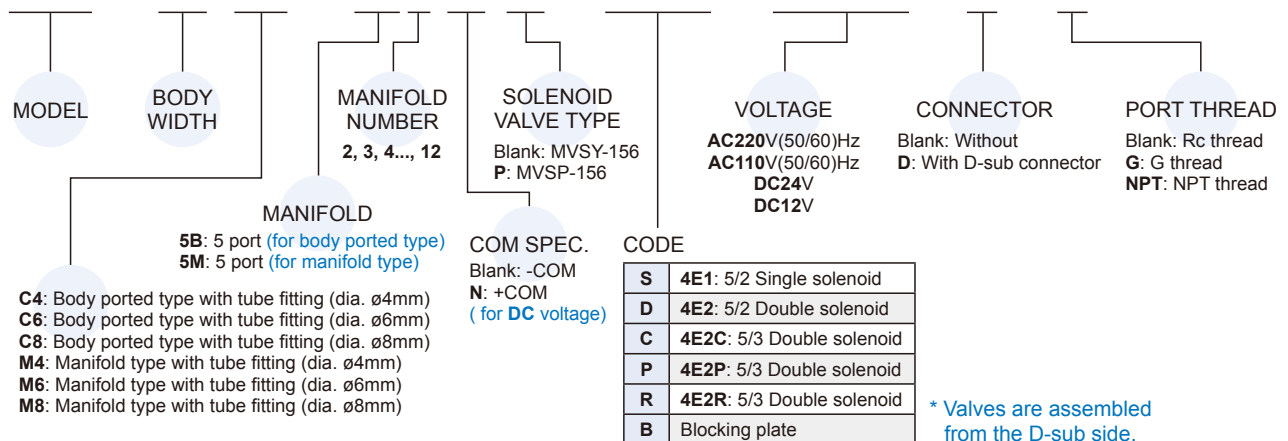 MODEL
BODY
WIDTH
MANIFOLD
NUMBER
2, 3, 4..., 12
SOLENOID
VALVE TYPE
Blank: MVSY-156
P: MVSP-156
VOLTAGE
AC220V(50/60)Hz
AC110V(50/60)Hz
DC24V
DC12V
CONNECTOR
Blank: Without
D: With D-sub connector
PORT THREAD
Blank: Rc thread
G: G thread
NPT: NPT thread
MANIFOLD
5B: 5 port (for body ported type)
5M: 5 port (for manifold type)
COM SPEC.
Blank: -COM
N: +COM
( for DC voltage)
C4: Body ported type with tube fitting (dia. ø4mm)
C6: Body ported type with tube fitting (dia. ø6mm)
C8: Body ported type with tube fitting (dia. ø8mm)
M4: Manifold type with tube fitting (dia. ø4mm)
M6: Manifold type with tube fitting (dia. ø6mm)
M8: Manifold type with tube fitting (dia. ø8mm)
CODE
S 4E1: 5/2 Single solenoid
D 4E2: 5/2 Double solenoid
C 4E2C: 5/3 Double solenoid
P 4E2P: 5/3 Double solenoid
R 4E2R: 5/3 Double solenoid
B Blocking plate
* Valves are assembled
from the D-sub side.